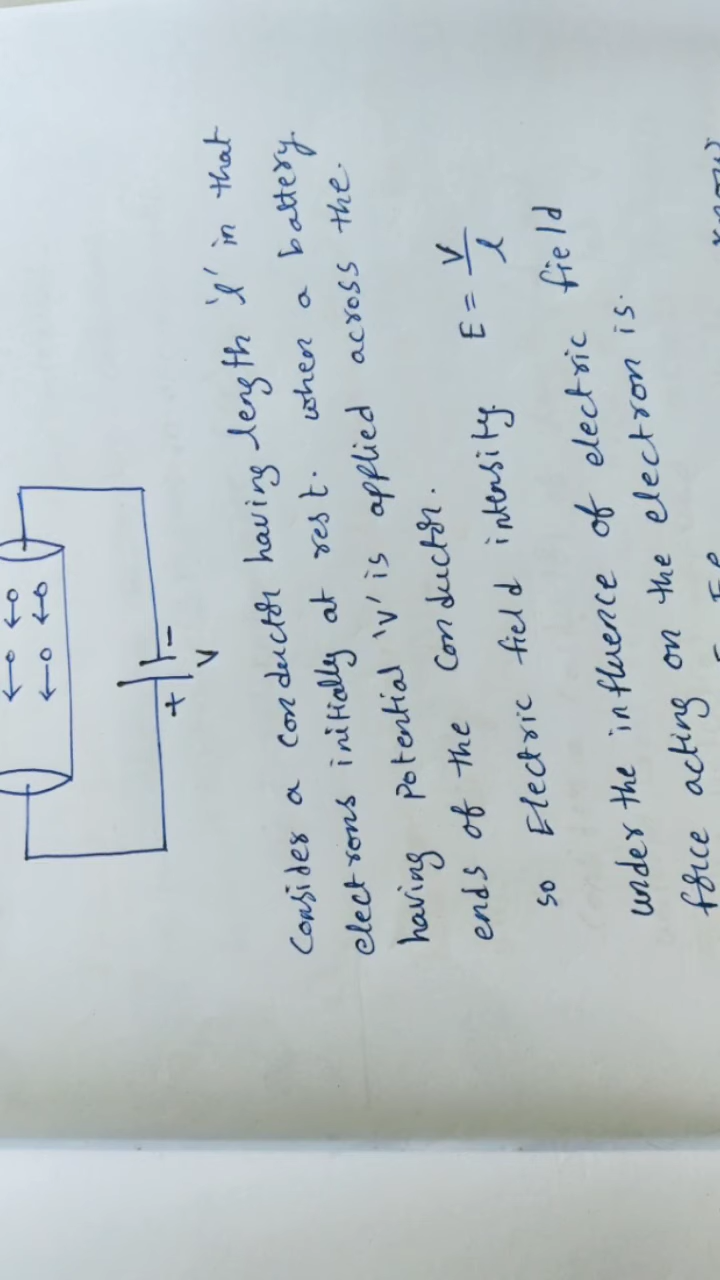 + -
V
Consider a conductor having length 'l' in that
electrons initially at rest. when a battery.
having potential 'V' is applied across the.
ends of the conductor.
so Electric field intensity. E = V/l
under the influence of electric field
force acting on the electron is.